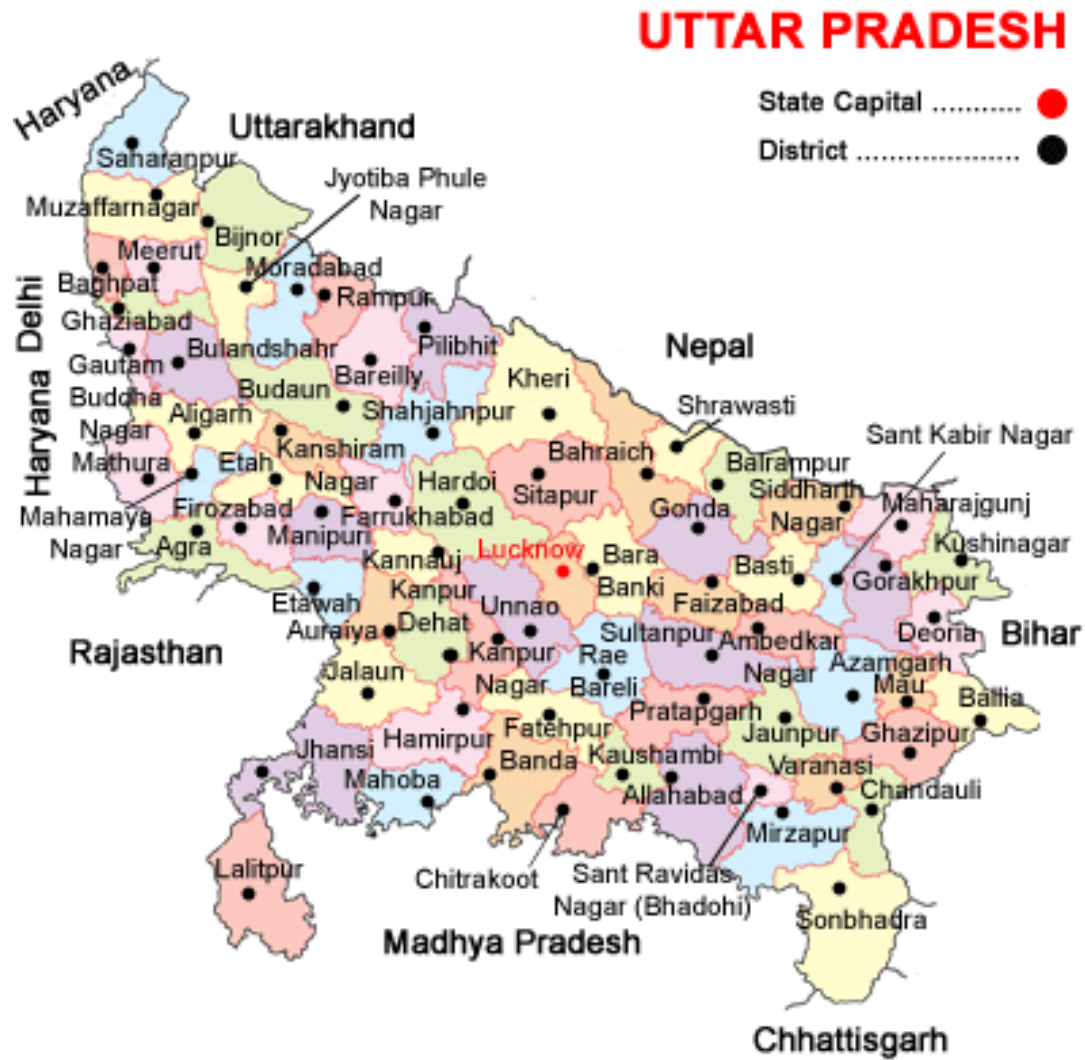 UTTAR PRADESH
State Capital ...........
District .....................
Haryana
Uttarakhand
Saharanpur
Jyotiba Phule
Nagar
Muzaffarnagar
Bijnor
Meerut
Moradabad
Baghpat
Rampur
Haryana Delhi
Ghaziabad
Pilibhit
Nepal
Gautam
Buddha
Nagar
Bulandshahr
Bareilly
Kheri
Budaun
Shahjahnpur
Shrawasti
Aligarh
Sant Kabir Nagar
Kanshiram
Nagar
Bahraich
Balrampur
Mathura
Etah
Hardoi
Sitapur
Siddharth
Nagar
Maharajgunj
Mahamaya
Nagar
Firozabad
Farrukhabad
Gonda
Manipuri
Kushinagar
Agra
Kannauj
Lucknow
Bara
Banki
Basti
Gorakhpur
Etawah
Kanpur
Dehat
Unnao
Faizabad
Auraiya
Sultanpur
Ambedkar
Nagar
Deoria
Bihar
Rajasthan
Kanpur
Nagar
Rae
Bareli
Azamgarh
Jalaun
Mau
Ballia
Pratapgarh
Fatehpur
Jaunpur
Ghazipur
Jhansi
Hamirpur
Banda
Kaushambi
Varanasi
Mahoba
Allahabad
Chandauli
Mirzapur
Lalitpur
Chitrakoot
Sant Ravidas
Nagar (Bhadohi)
Sonbhadra
Madhya Pradesh
Chhattisgarh